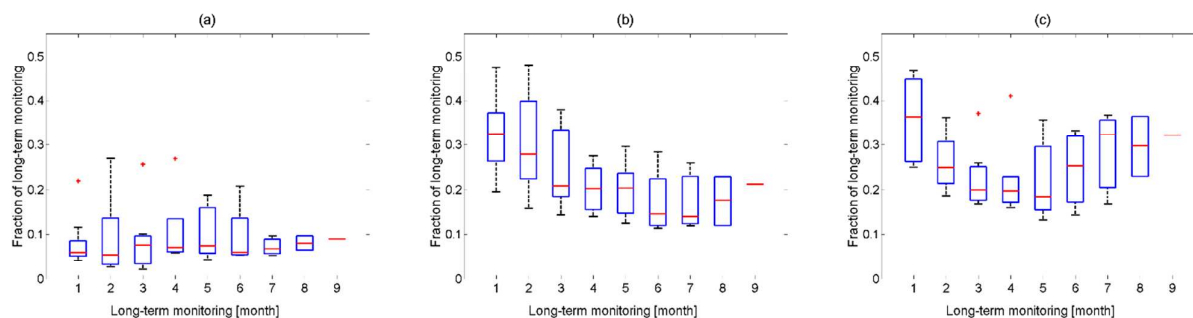 (a)
Fraction of long-term monitoring
0.5
0.4
0.3
0.2
0.1
0
1 2 3 4 5 6 7 8 9
Long-term monitoring [month]
(b)
Fraction of long-term monitoring
0.5
0.4
0.3
0.2
0.1
0
1 2 3 4 5 6 7 8 9
Long-term monitoring [month]
(c)
Fraction of long-term monitoring
0.5
0.4
0.3
0.2
0.1
0
1 2 3 4 5 6 7 8 9
Long-term monitoring [month]